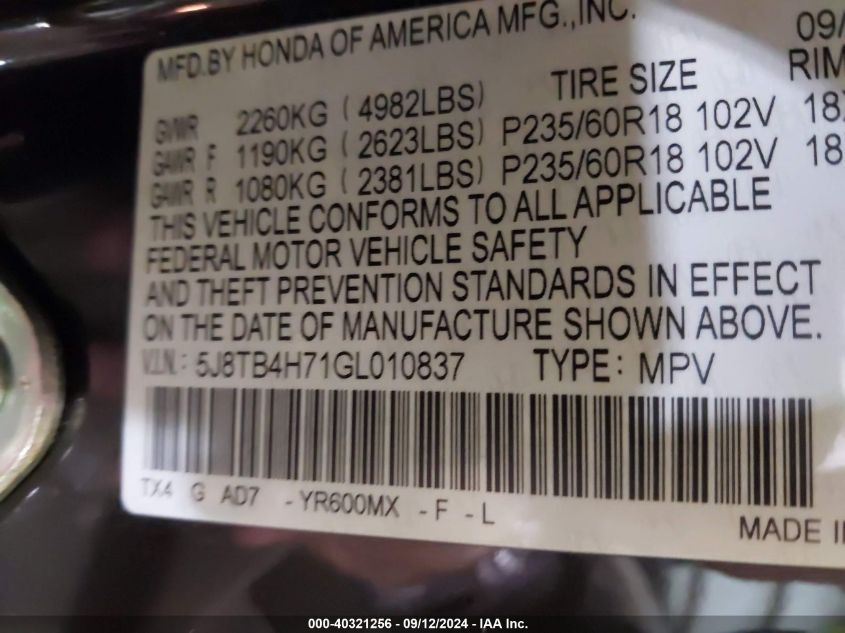 MFD.BY HONDA OF AMERICA MFG.,INC. 09/
TIRE SIZE RIM
GVWR 2260KG ( 4982LBS)
GAWR F 1190KG ( 2623LBS) P235/60R18 102V 18X
GAWR R 1080KG ( 2381LBS) P235/60R18 102V 18
THIS VEHICLE CONFORMS TO ALL APPLICABLE
FEDERAL MOTOR VEHICLE SAFETY
AND THEFT PREVENTION STANDARDS IN EFFECT
ON THE DATE OF MANUFACTURE SHOWN ABOVE.
V.I.N.: 5J8TB4H71GL010837 TYPE: MPV
TX4 G AD7 - YR600MX - F - L
MADE I
000-40321256 - 09/12/2024 - IAA Inc.